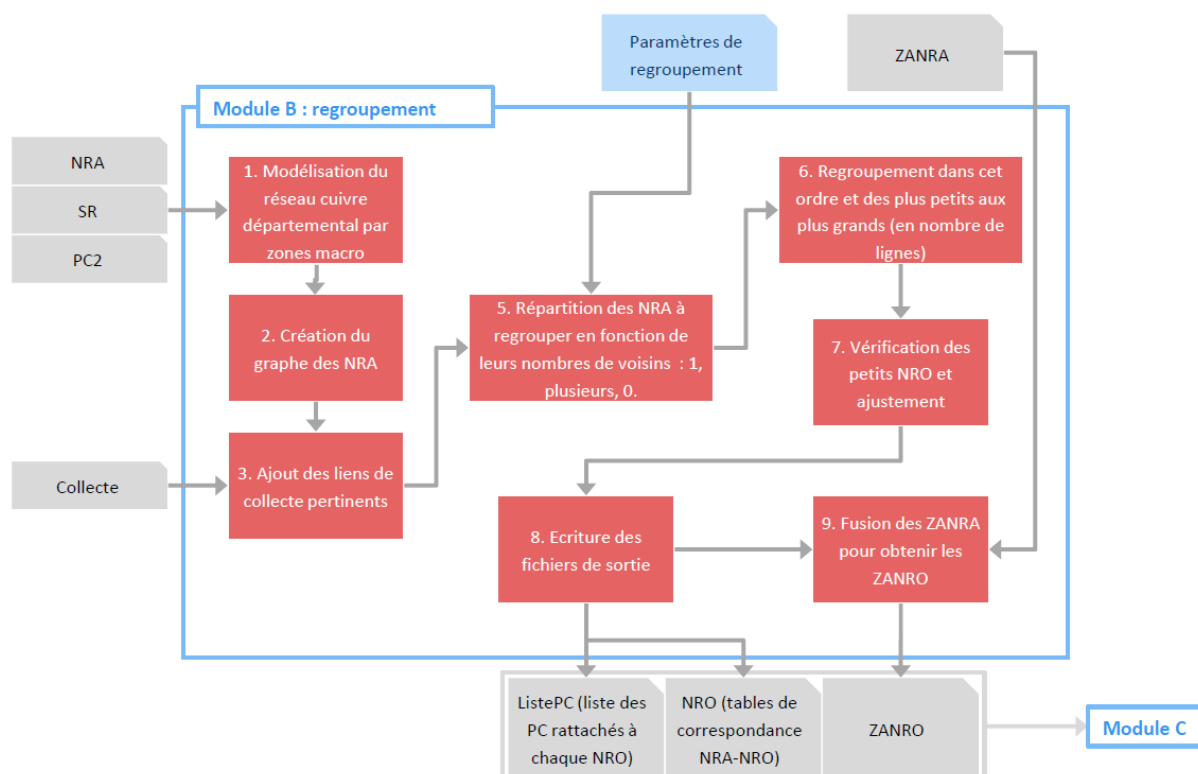 Paramètres de
regroupement
ZANRA
Module B : regroupement
NRA
SR
PC2
1. Modélisation du
réseau cuivre
départemental par
zones macro
6. Regroupement dans cet
ordre et des plus petits aux
plus grands (en nombre de
lignes)
2. Création du
graphe des NRA
5. Répartition des NRA à
regrouper en fonction de
leurs nombres de voisins : 1,
plusieurs, 0.
7. Vérification des
petits NRO et
ajustement
Collecte
3. Ajout des liens de
collecte pertinents
8. Ecriture des
fichiers de sortie
9. Fusion des ZANRA
pour obtenir les
ZANRO
ListePC (liste des
PC rattachés à
chaque NRO)
NRO (tables de
correspondance
NRA-NRO)
ZANRO
Module C